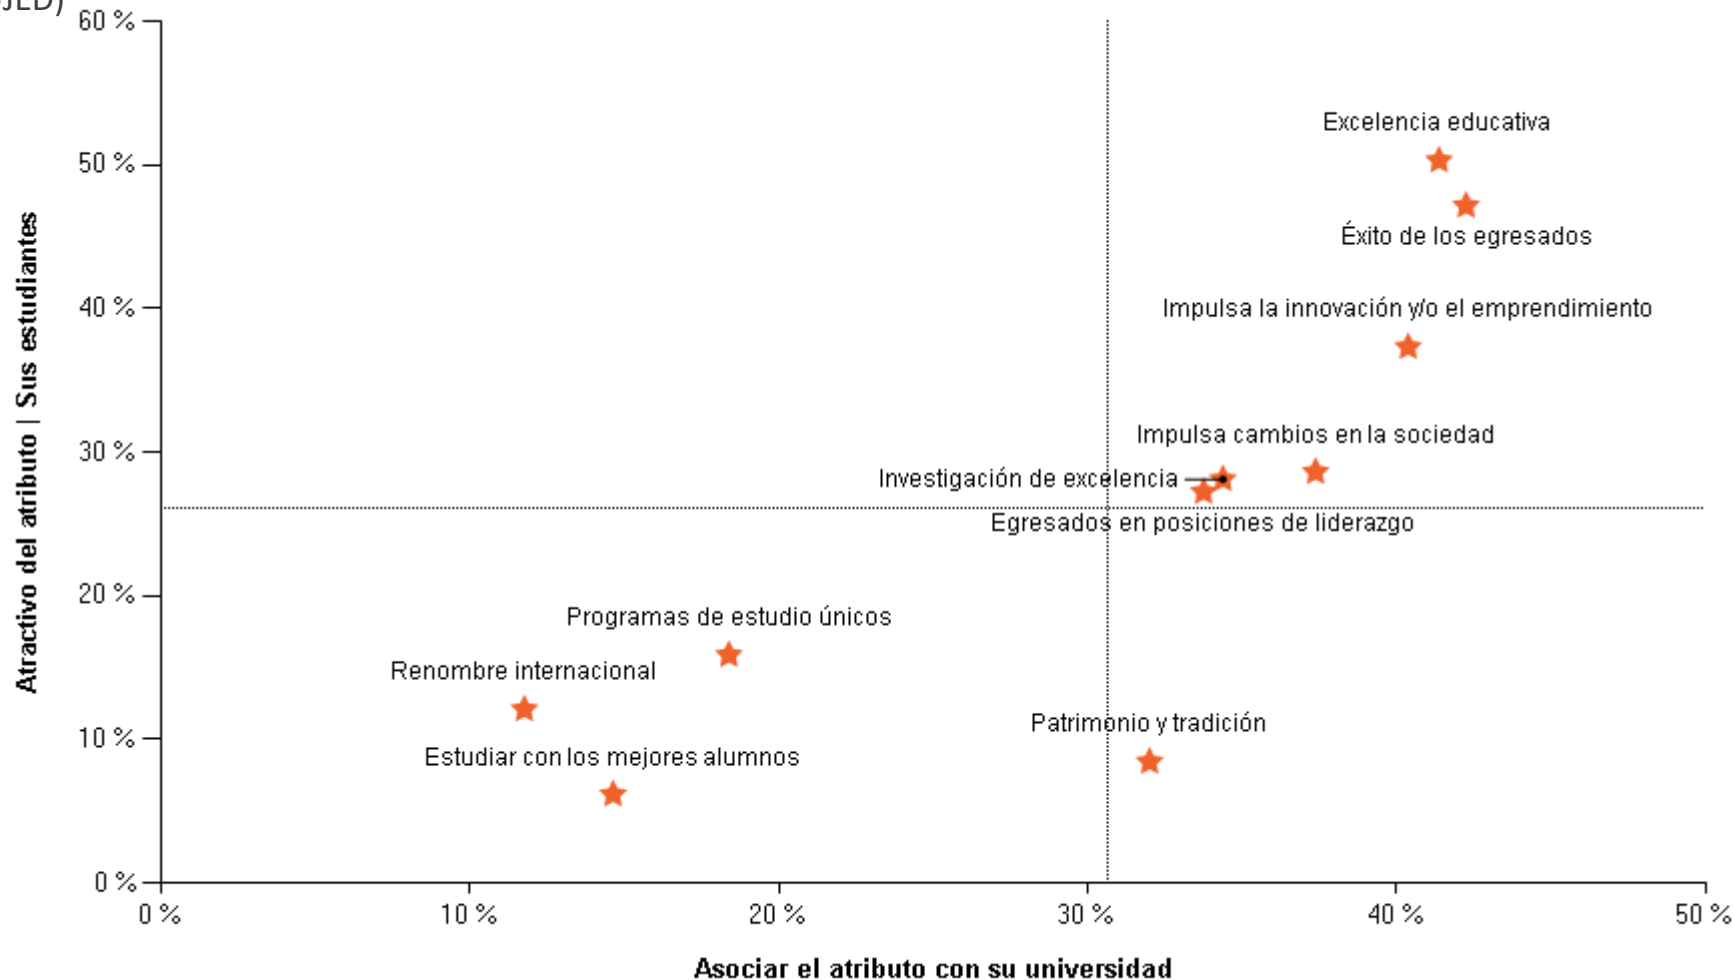 60 %
Excelencia educativa
50 %
Éxito de los egresados
40 %
Impulsa la innovación y/o el emprendimiento
Impulsa cambios en la sociedad
30 %
Investigación de excelencia
Egresados en posiciones de liderazgo
20 %
Programas de estudio únicos
Renombre internacional
Patrimonio y tradición
10 %
Estudiar con los mejores alumnos
0 %
0 % 10 % 20 % 30 % 40 % 50 %
Asociar el atributo con su universidad
Atractivo del atributo | Sus estudiantes